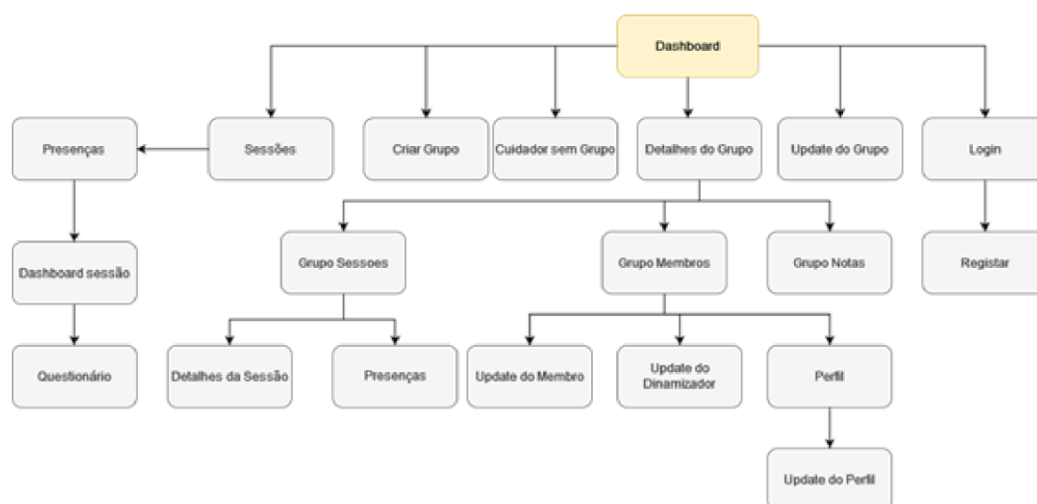 Dashboard
Presenças
Sessões
Criar Grupo
Cuidador sem Grupo
Detalhes do Grupo
Update do Grupo
Login
Dashboard sessão
Grupo Sessoes
Grupo Membros
Grupo Notas
Registar
Questionário
Detalhes da Sessão
Presenças
Update do Membro
Update do
Dinamizador
Perfil
Update do Perfil